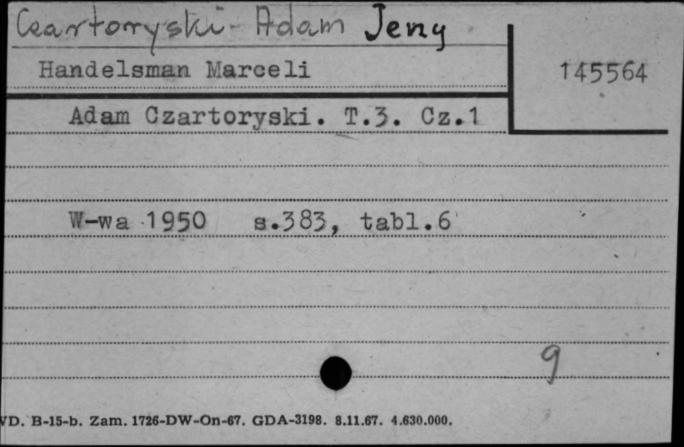 Czartoryski - Adam Jerzy
Handelsman Marceli
145564
Adam Czartoryski. T.3. Cz.1
W-wa 1950 s.383, tabl.6
9
VD. B-15-b. Zam. 1726-DW-On-67. GDA-3198. 8.11.67. 4.630.000.